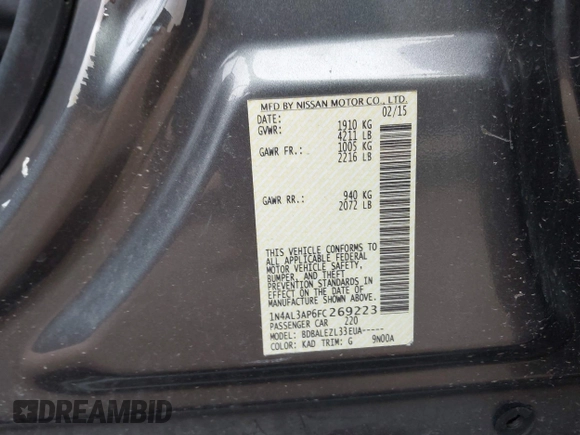 MFD BY NISSAN MOTOR CO., LTD.
DATE: 02/15
GVWR: 1910 KG
4211 LB
GAWR FR.: 1005 KG
2216 LB
GAWR RR.: 940 KG
2072 LB
THIS VEHICLE CONFORMS TO
ALL APPLICABLE FEDERAL
MOTOR VEHICLE SAFETY,
BUMPER, AND THEFT
PREVENTION STANDARDS
IN EFFECT ON THE DATE OF
MANUFACTURE SHOWN ABOVE.
1N4AL3AP6FC269223
PASSENGER CAR 220
MODEL: BDBALEZL33EUA-----
COLOR: KAD TRIM: G 9N00A
DREAMBID